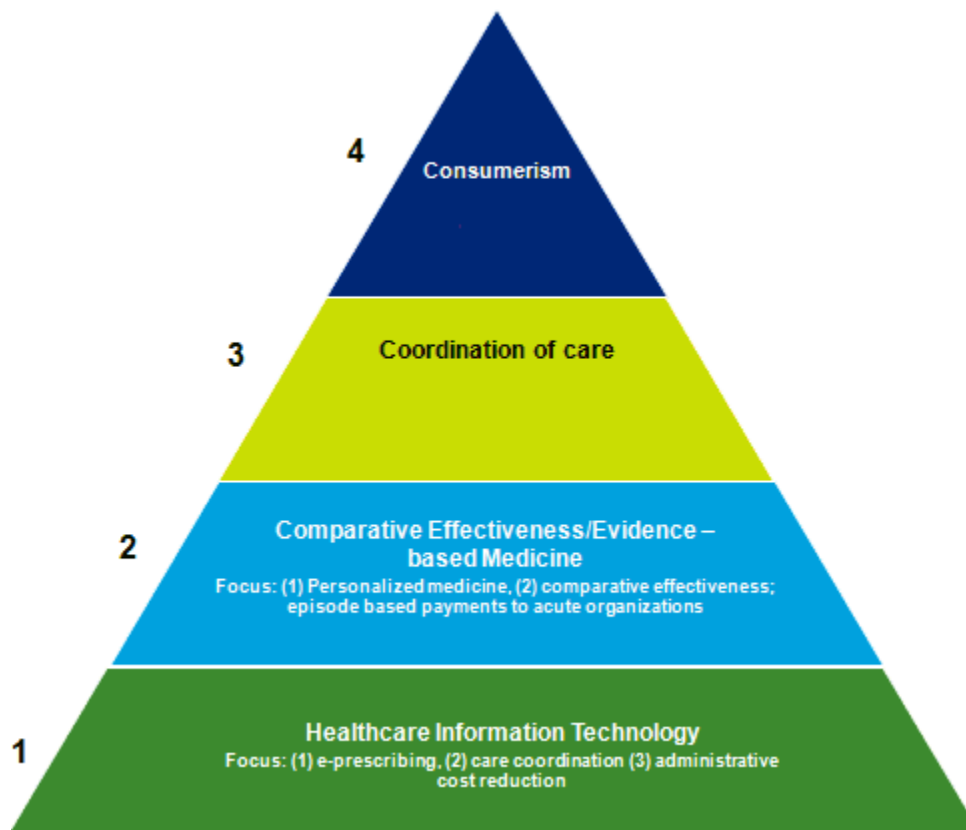 4
Consumerism
3
Coordination of care
2
Comparative Effectiveness/Evidence –
based Medicine
Focus: (1) Personalized medicine, (2) comparative effectiveness;
episode based payments to acute organizations
1
Healthcare Information Technology
Focus: (1) e-prescribing, (2) care coordination (3) administrative
cost reduction